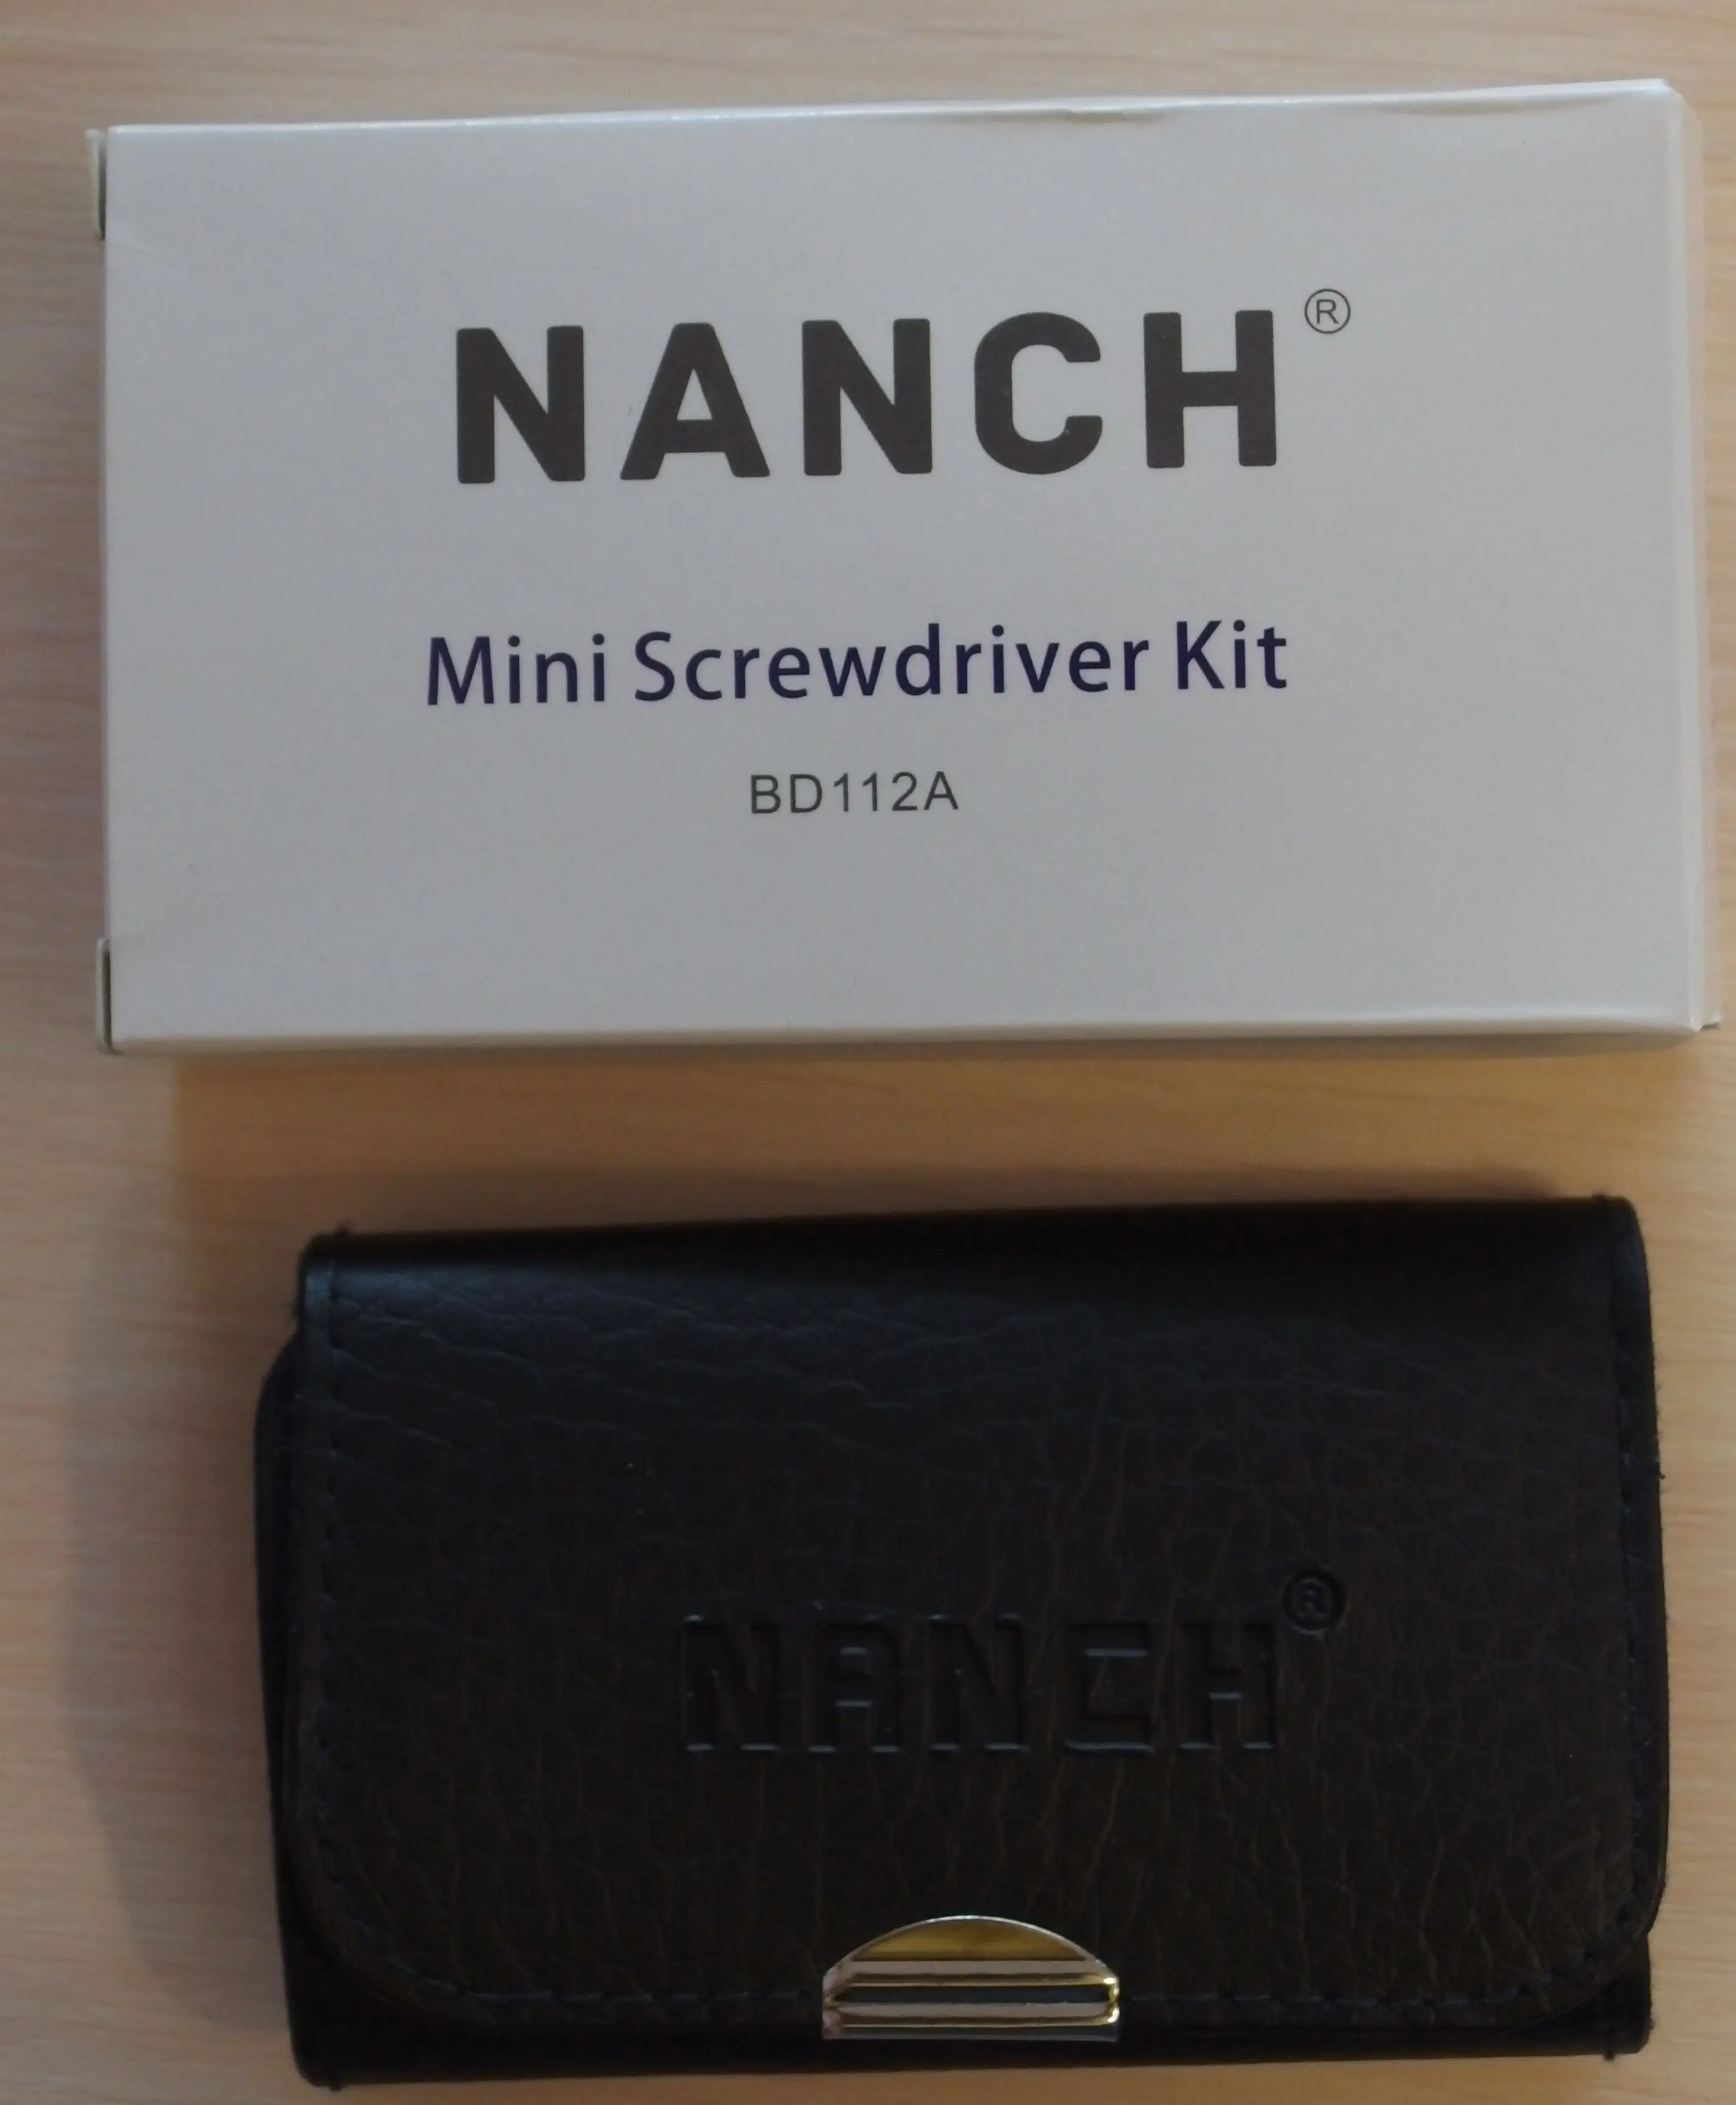 NANCH®
Mini Screwdriver Kit
BD112A
NANCH®